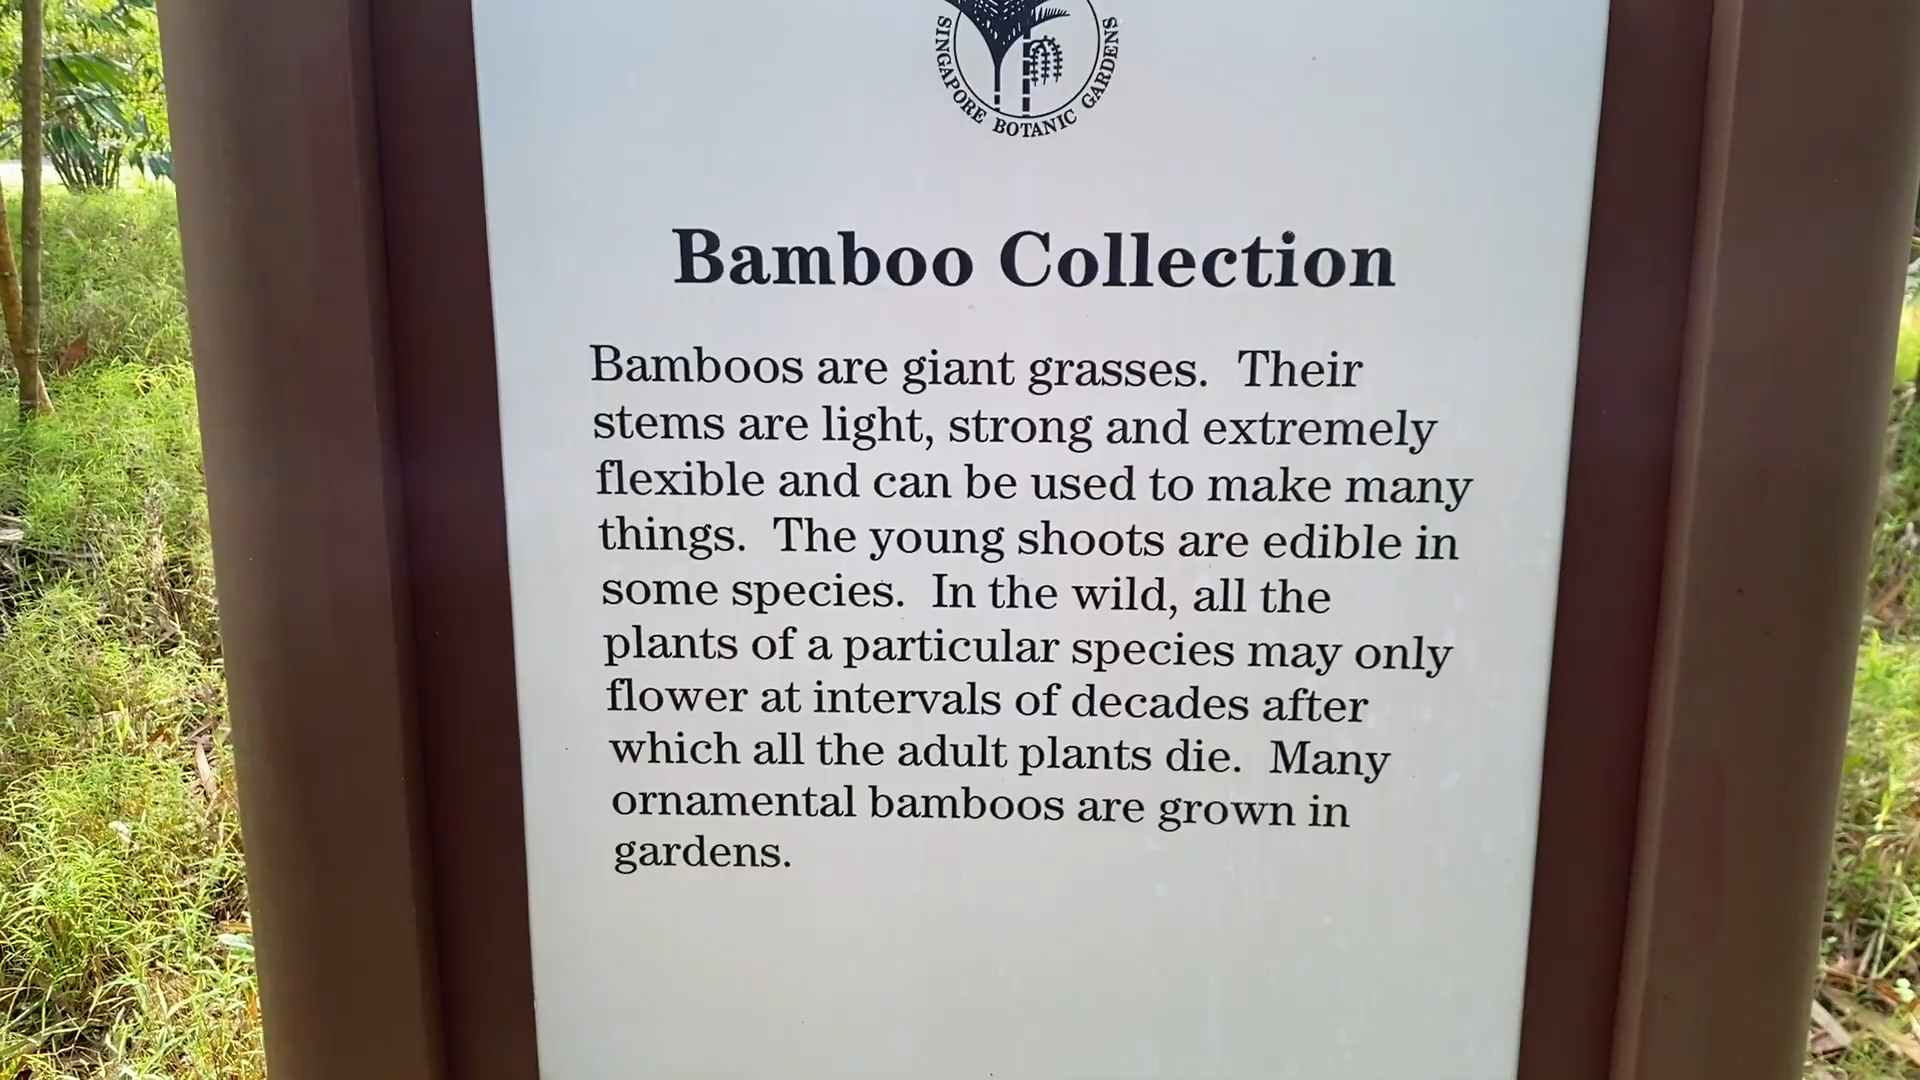 SINGAPORE BOTANIC GARDENS
Bamboo Collection
Bamboos are giant grasses. Their
stems are light, strong and extremely
flexible and can be used to make many
things. The young shoots are edible in
some species. In the wild, all the
plants of a particular species may only
flower at intervals of decades after
which all the adult plants die. Many
ornamental bamboos are grown in
gardens.